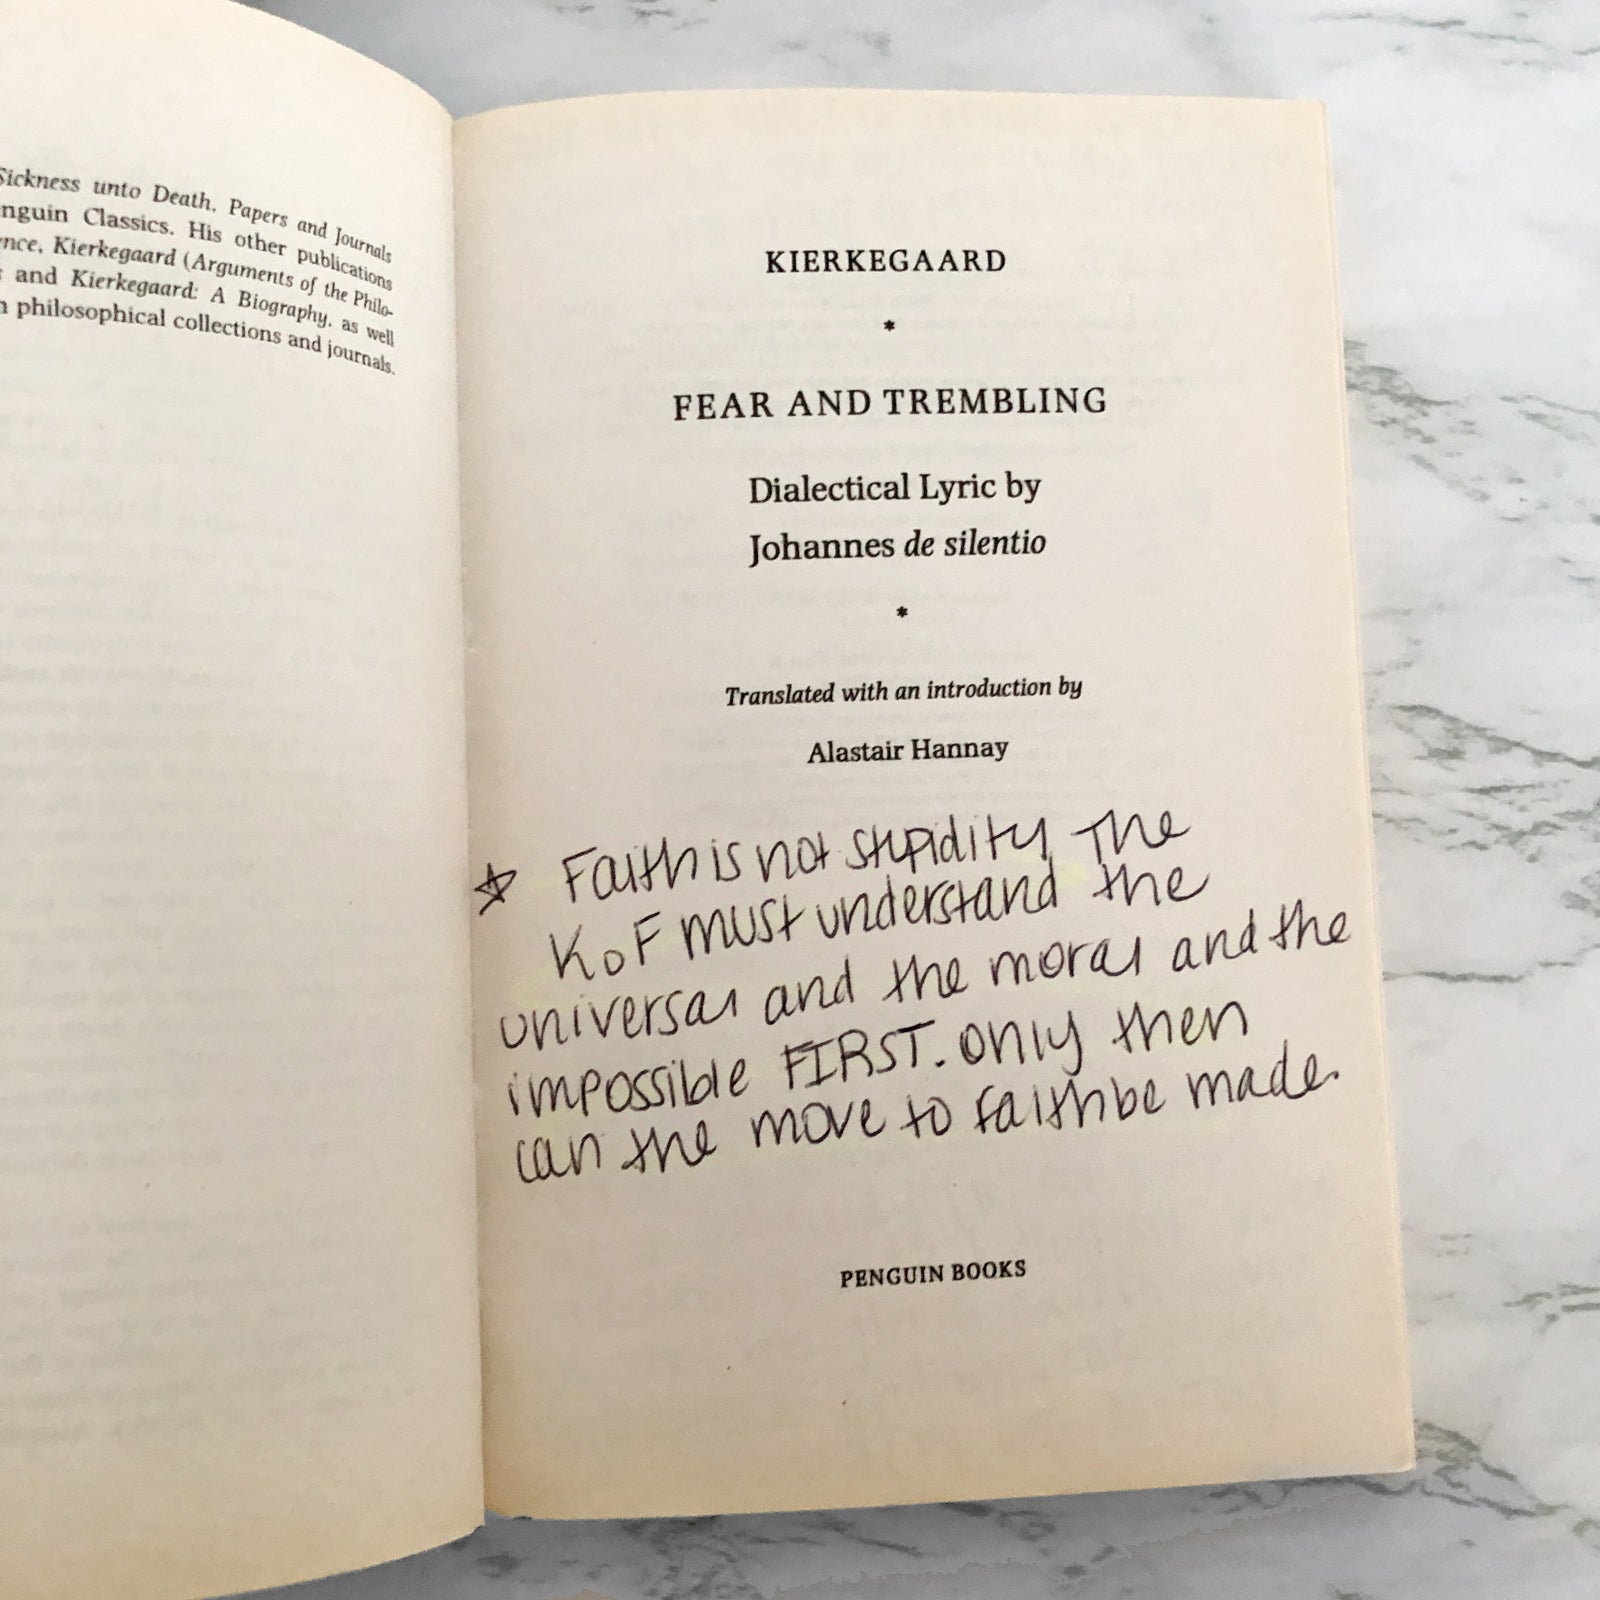 Sickness unto Death, Papers and Journals
nguin Classics. His other publications
ence, Kierkegaard (Arguments of the Philo-
and Kierkegaard: A Biography, as well
philosophical collections and journals.
KIERKEGAARD
*
FEAR AND TREMBLING
Dialectical Lyric by
Johannes de silentio
*
Translated with an introduction by
Alastair Hannay
☆ Faith is not stupidity The
KoF must understand the
universal and the moral and the
impossible FIRST. only then
can the move to faith be made.
PENGUIN BOOKS